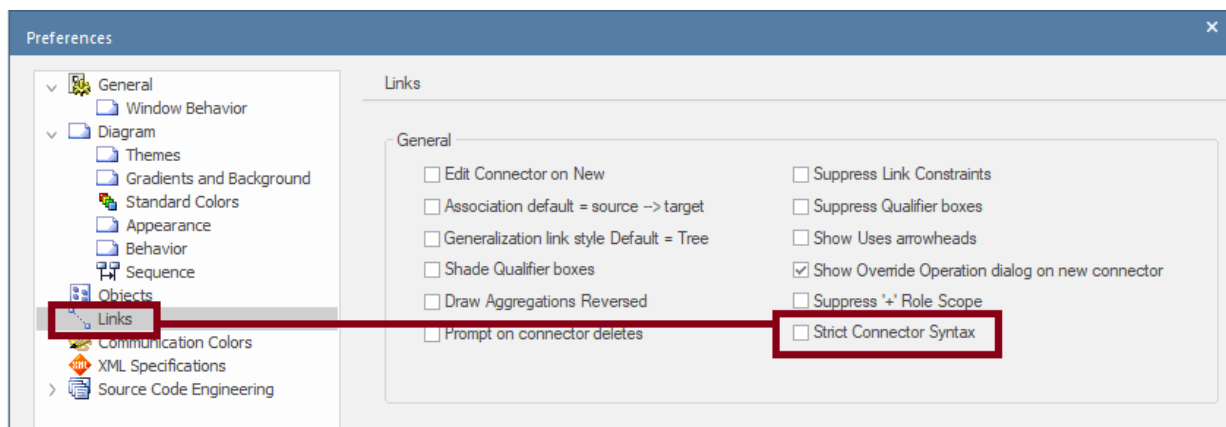 Preferences
General
Window Behavior
Diagram
Themes
Gradients and Background
Standard Colors
Appearance
Behavior
Sequence
Objects
Links
Communication Colors
XML Specifications
Source Code Engineering
Links
General
Edit Connector on New
Association default = source --> target
Generalization link style Default = Tree
Shade Qualifier boxes
Draw Aggregations Reversed
Prompt on connector deletes
Suppress Link Constraints
Suppress Qualifier boxes
Show Uses arrowheads
Show Override Operation dialog on new connector
Suppress '+' Role Scope
Strict Connector Syntax